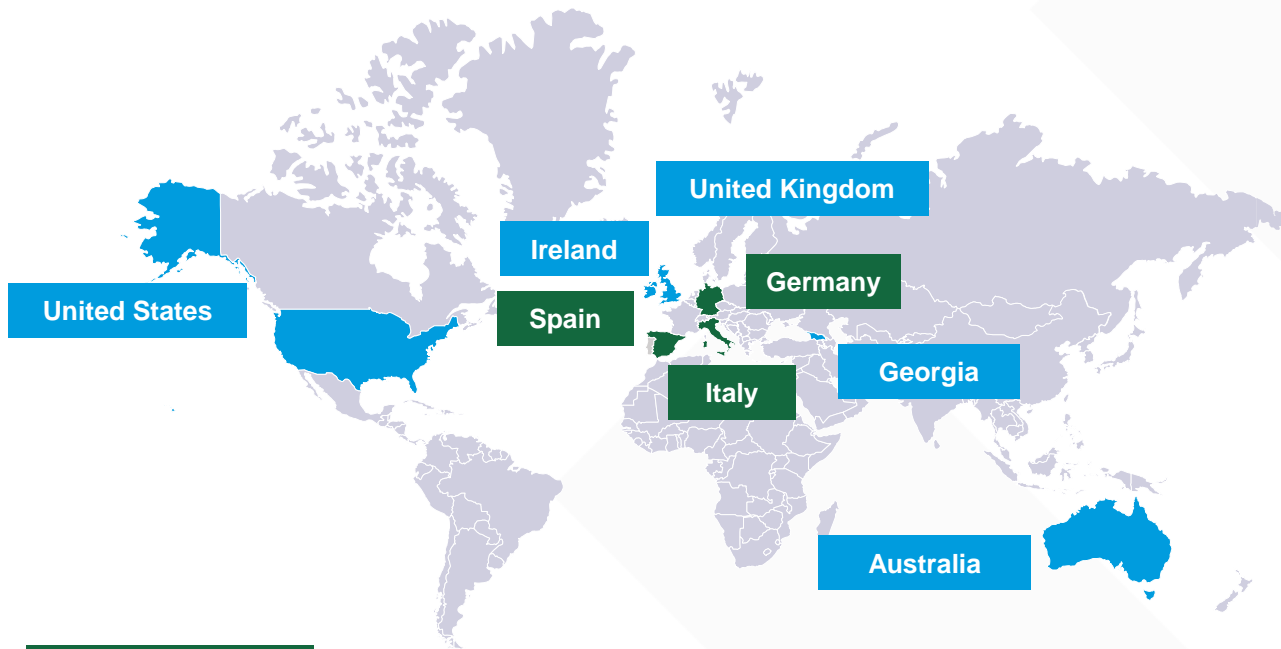 United Kingdom
Ireland
Germany
United States
Spain
Georgia
Italy
Australia